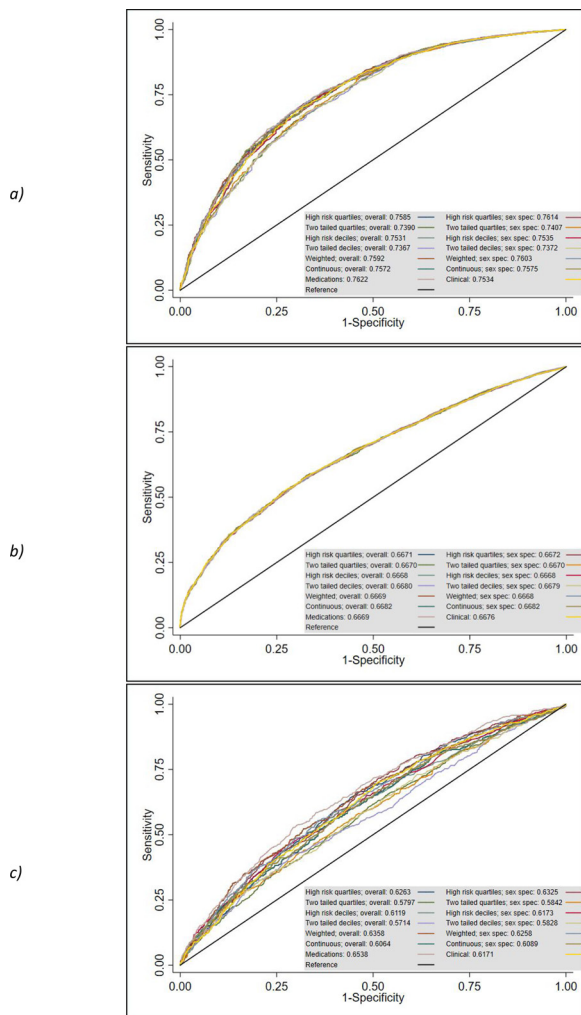 a)
Sensitivity
1.00
0.75
0.50
0.25
0.00
High risk quartiles; overall: 0.7585 High risk quartiles; sex spec: 0.7614
Two tailed quartiles; overall: 0.7390 Two tailed quartiles; sex spec: 0.7407
High risk deciles; overall: 0.7531 High risk deciles; sex spec: 0.7535
Two tailed deciles; overall: 0.7367 Two tailed deciles; sex spec: 0.7372
Weighted; overall: 0.7592 Weighted; sex spec: 0.7603
Continuous; overall: 0.7572 Continuous; sex spec: 0.7575
Medications: 0.7622 Clinical: 0.7534
Reference
0.00 0.25 0.50 0.75 1.00
1-Specificity
b)
Sensitivity
1.00
0.75
0.50
0.25
0.00
High risk quartiles; overall: 0.6671 High risk quartiles; sex spec: 0.6672
Two tailed quartiles; overall: 0.6670 Two tailed quartiles; sex spec: 0.6670
High risk deciles; overall: 0.6668 High risk deciles; sex spec: 0.6668
Two tailed deciles; overall: 0.6680 Two tailed deciles; sex spec: 0.6679
Weighted; overall: 0.6669 Weighted; sex spec: 0.6668
Continuous; overall: 0.6682 Continuous; sex spec: 0.6682
Medications: 0.6669 Clinical: 0.6676
Reference
0.00 0.25 0.50 0.75 1.00
1-Specificity
c)
Sensitivity
1.00
0.75
0.50
0.25
0.00
High risk quartiles; overall: 0.6263 High risk quartiles; sex spec: 0.6325
Two tailed quartiles; overall: 0.5797 Two tailed quartiles; sex spec: 0.5842
High risk deciles; overall: 0.6119 High risk deciles; sex spec: 0.6173
Two tailed deciles; overall: 0.5714 Two tailed deciles; sex spec: 0.5828
Weighted; overall: 0.6358 Weighted; sex spec: 0.6258
Continuous; overall: 0.6064 Continuous; sex spec: 0.6089
Medications: 0.6538 Clinical: 0.6171
Reference
0.00 0.25 0.50 0.75 1.00
1-Specificity